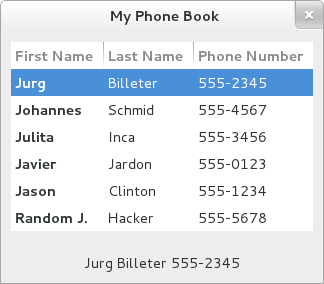 My Phone Book
First Name Last Name Phone Number
Jurg Billeter 555-2345
Johannes Schmid 555-4567
Julita Inca 555-3456
Javier Jardon 555-0123
Jason Clinton 555-1234
Random J. Hacker 555-5678
Jurg Billeter 555-2345